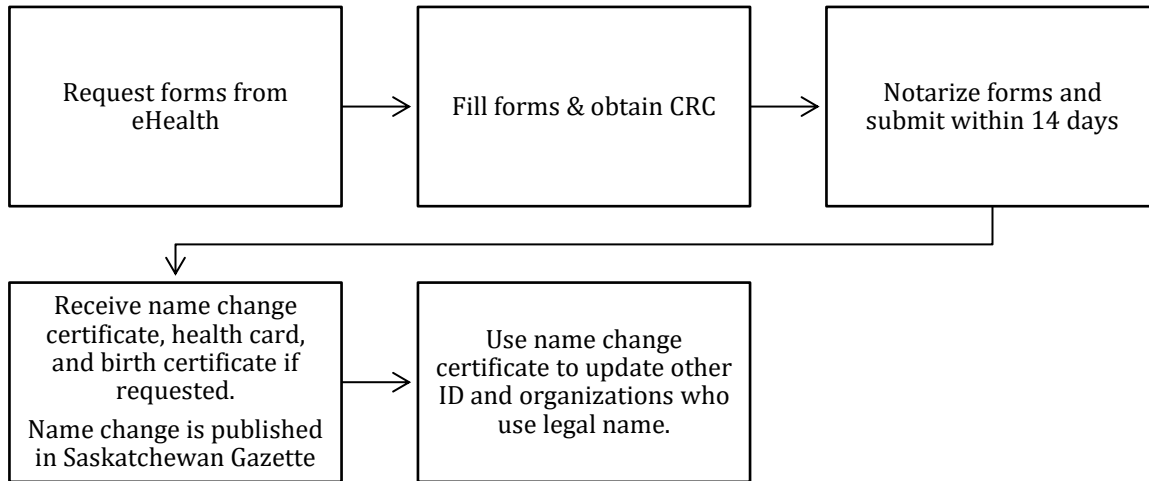 Request forms from
eHealth
Fill forms & obtain CRC
Notarize forms and
submit within 14 days
Receive name change
certificate, health card,
and birth certificate if
requested.
Name change is published
in Saskatchewan Gazette
Use name change
certificate to update other
ID and organizations who
use legal name.